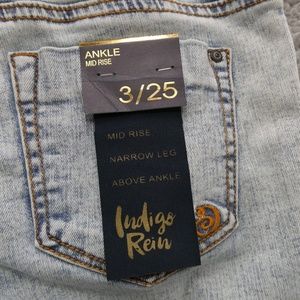 ANKLE
MID RISE
3/25
MID RISE
NARROW LEG
ABOVE ANKLE
Indigo
Rein